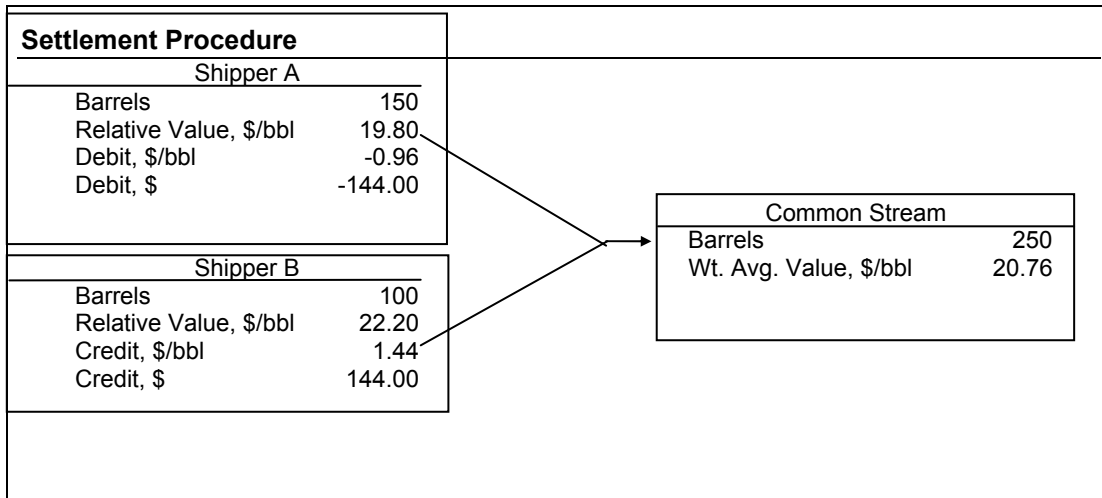 Settlement Procedure
Shipper A
Barrels 150
Relative Value, $/bbl 19.80
Debit, $/bbl -0.96
Debit, $ -144.00
Shipper B
Barrels 100
Relative Value, $/bbl 22.20
Credit, $/bbl 1.44
Credit, $ 144.00
Common Stream
Barrels 250
Wt. Avg. Value, $/bbl 20.76